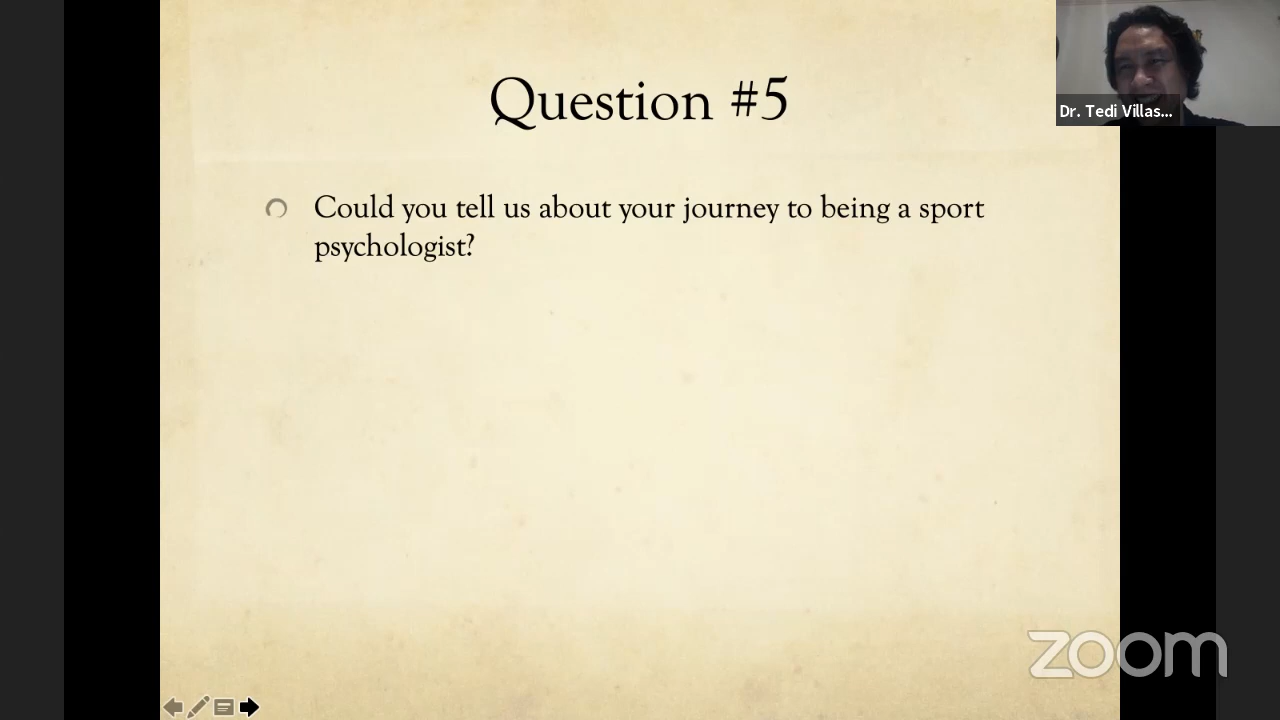 Question #5
Dr. Tedi Villas...
Could you tell us about your journey to being a sport
psychologist?
zoom